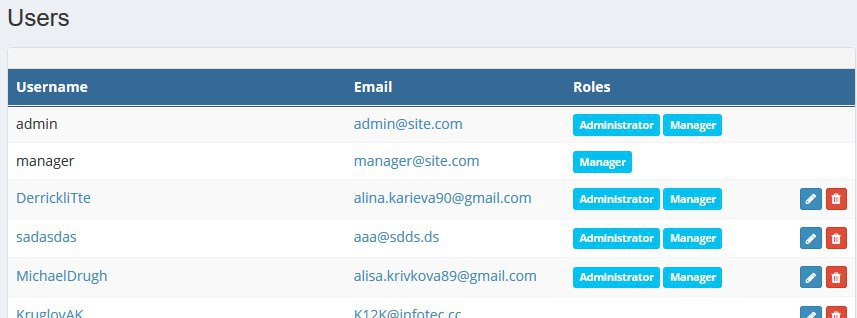 Users
Username Email Roles
admin admin@site.com Administrator Manager
manager manager@site.com Manager
DerrickliTte alina.karieva90@gmail.com Administrator Manager
sadasdas aaa@sdds.ds Administrator Manager
MichaelDrugh alisa.krivkova89@gmail.com Administrator Manager
KruglovAK K12K@infotec.cc